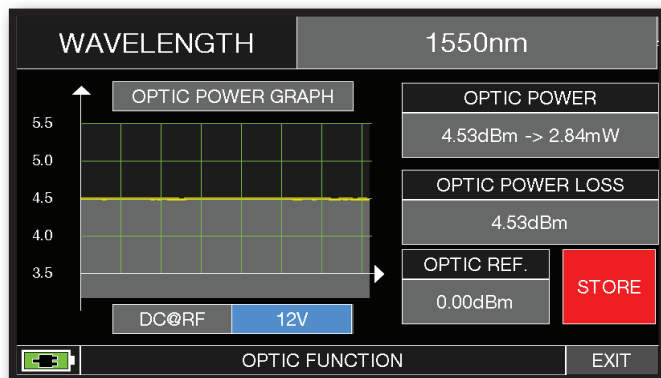 WAVELENGTH 1550nm
OPTIC POWER GRAPH
5.5
5.0
4.5
4.0
3.5
DC@RF 12V
OPTIC POWER
4.53dBm -> 2.84mW
OPTIC POWER LOSS
4.53dBm
OPTIC REF.
0.00dBm
STORE
OPTIC FUNCTION EXIT